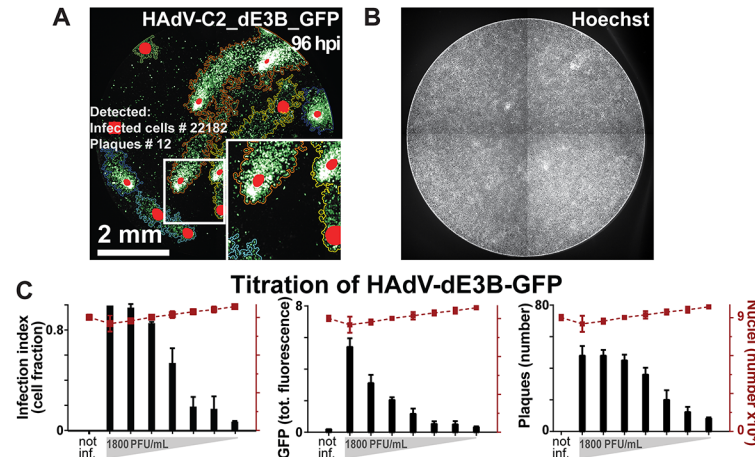 A
HAdV-C2_dE3B_GFP
96 hpi
Detected:
Infected cells # 22182
Plaques # 12
2 mm
B
Hoechst
C
Titration of HAdV-dE3B-GFP
Infection index
(cell fraction)
0.8
0
not
inf.
1800 PFU/mL
GFP (tot. fluorescence)
8
0
not
inf.
1800 PFU/mL
Plaques (number)
80
0
not
inf.
1800 PFU/mL
9
0
Nuclei (number
number x10³)